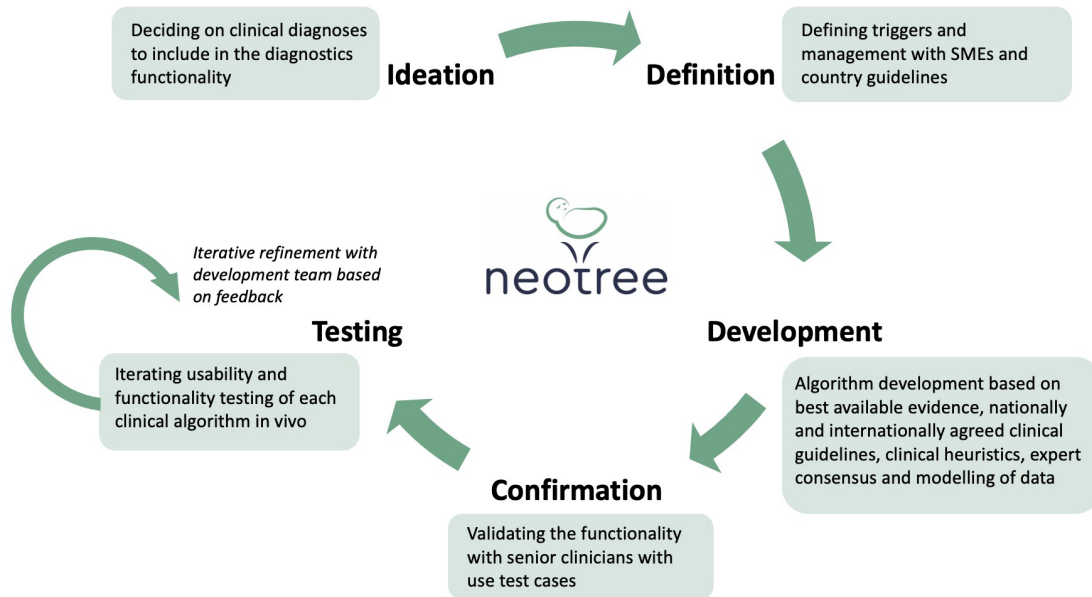 Deciding on clinical diagnoses
to include in the diagnostics
functionality
Ideation
Definition
Defining triggers and
management with SMEs and
country guidelines
Iterative refinement with
development team based
on feedback
neotree
Testing
Development
Iterating usability and
functionality testing of each
clinical algorithm in vivo
Algorithm development based on
best available evidence, nationally
and internationally agreed clinical
guidelines, clinical heuristics, expert
consensus and modelling of data
Confirmation
Validating the functionality
with senior clinicians with
use test cases